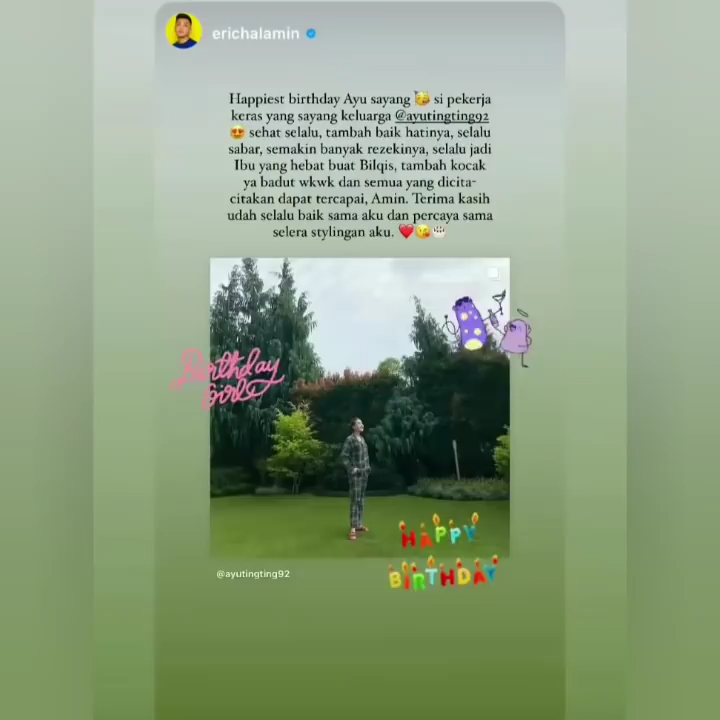 erichalamin
Happiest birthday Ayu sayang 🥳 si pekerja
keras yang sayang keluarga @ayutingting92
😍 sehat selalu, tambah baik hatinya, selalu
sabar, semakin banyak rezekinya, selalu jadi
Ibu yang hebat buat Bilqis, tambah kocak
ya badut wkwk dan semua yang dicita-
citakan dapat tercapai, Amin. Terima kasih
udah selalu baik sama aku dan percaya sama
selera stylingan aku. ❤️😘🎂
Birthday
Girl
HAPPY
BIRTHDAY
@ayutingting92